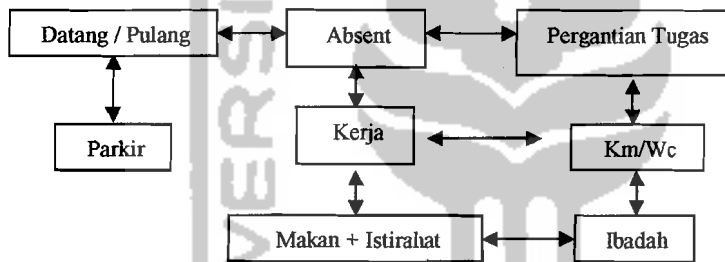 Datang / Pulang
Absent
Pergantian Tugas
Parkir
Kerja
Km/Wc
Makan + Istirahat
Ibadah